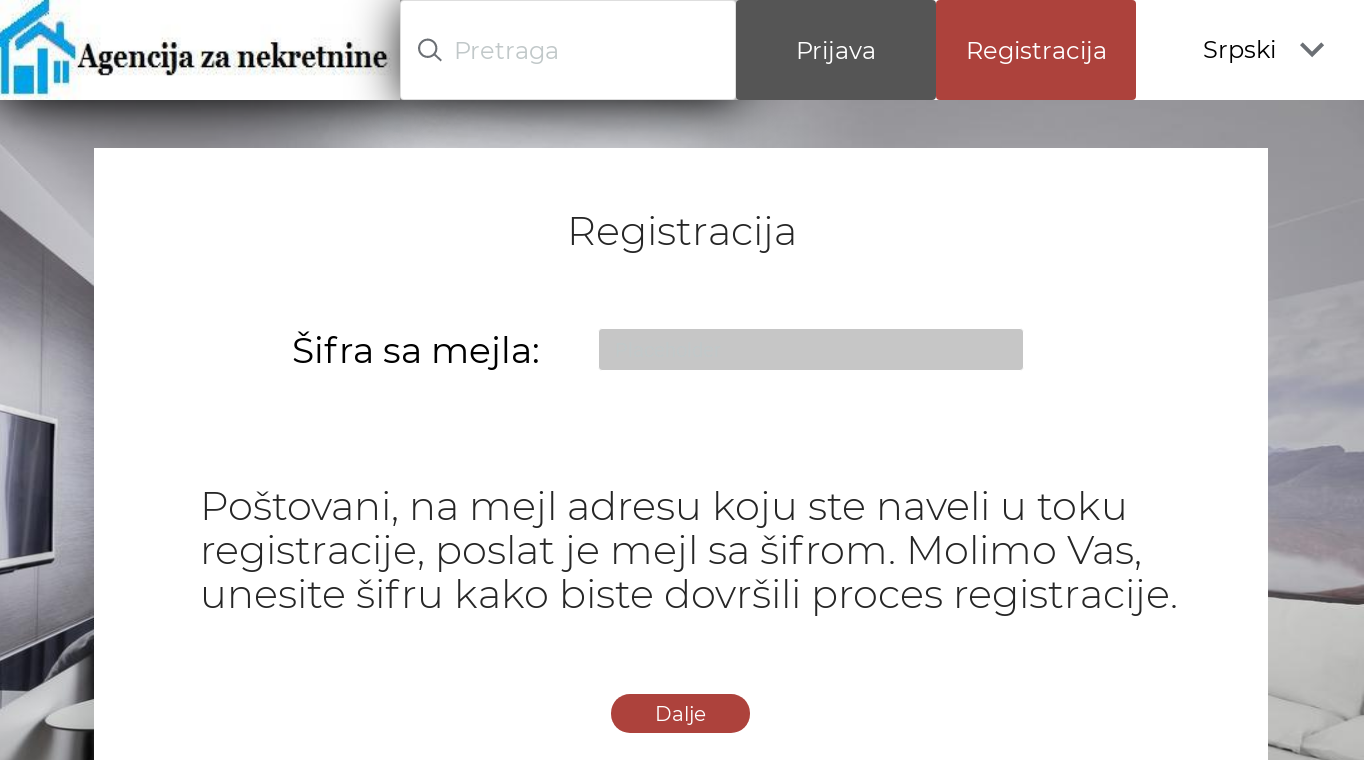 Agencija za nekretnine
Pretraga
Prijava
Registracija
Srpski
Registracija
Šifra sa mejla:
Poštovani, na mejl adresu koju ste naveli u toku
registracije, poslat je mejl sa šifrom. Molimo Vas,
unesite šifru kako biste dovršili proces registracije.
Dalje